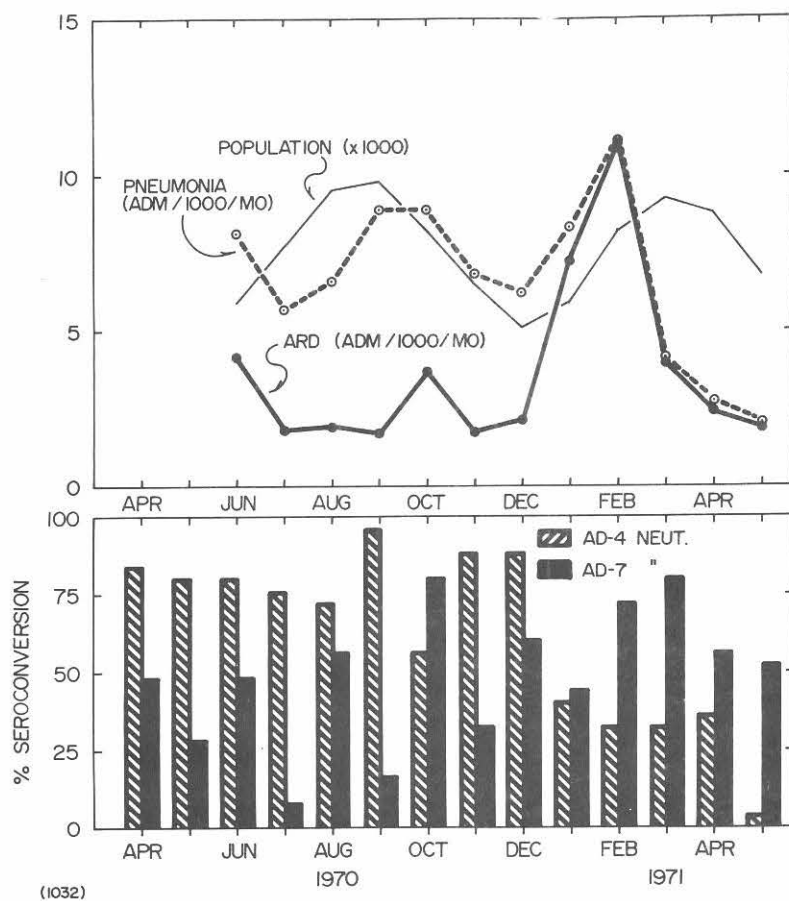 15
10
5
0
POPULATION (x1000)
PNEUMONIA
(ADM/1000/MO)
ARD (ADM/1000/MO)
APR JUN AUG OCT DEC FEB APR
100
75
50
25
0
% SEROCONVERSION
AD-4 NEUT.
AD-7 "
APR JUN AUG OCT DEC FEB APR
1970 1971
(1032)